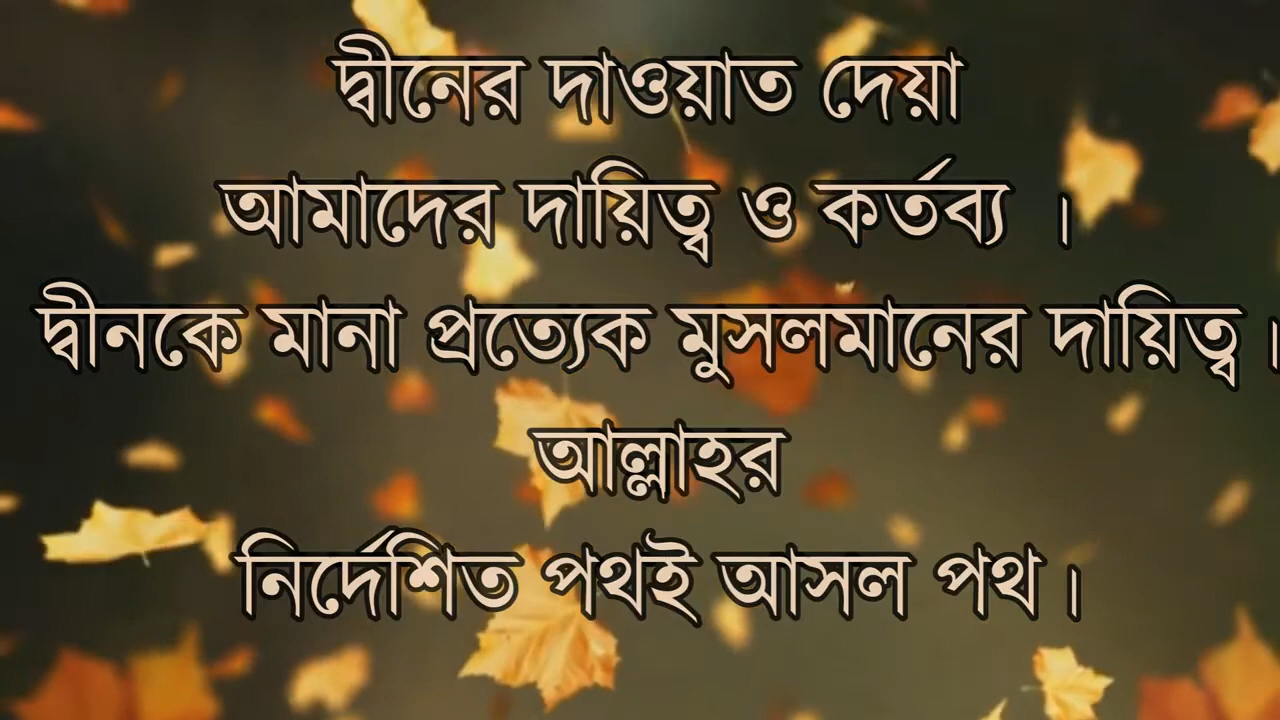 দ্বীনের দাওয়াত দেয়া
আমাদের দায়িত্ব ও কর্তব্য ।
দ্বীনকে মানা প্রত্যেক মুসলমানের দায়িত্ব।
আল্লাহর
নির্দেশিত পথই আসল পথ।